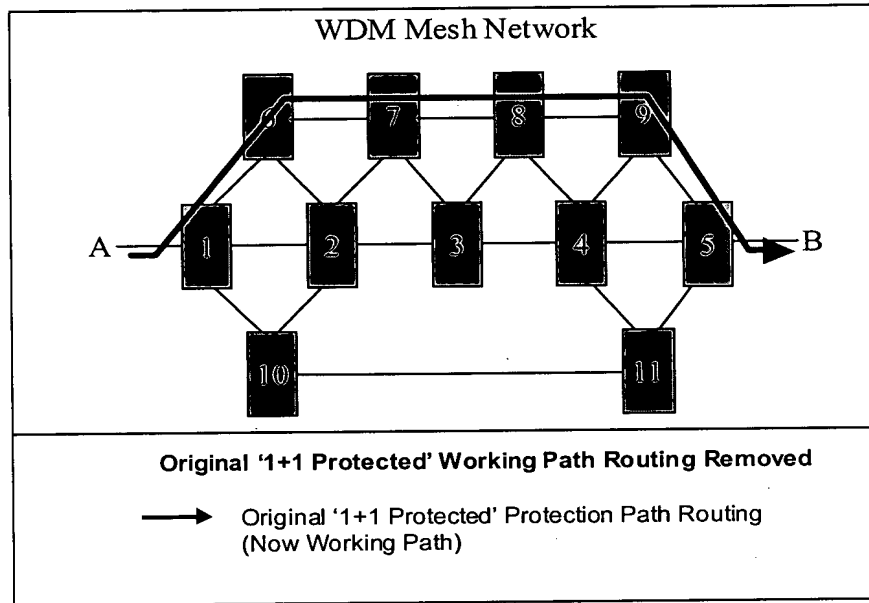 WDM Mesh Network
6 7 8 9
A 1 2 3 4 5 B
10 11
Original '1+1 Protected' Working Path Routing Removed
Original '1+1 Protected' Protection Path Routing
(Now Working Path)